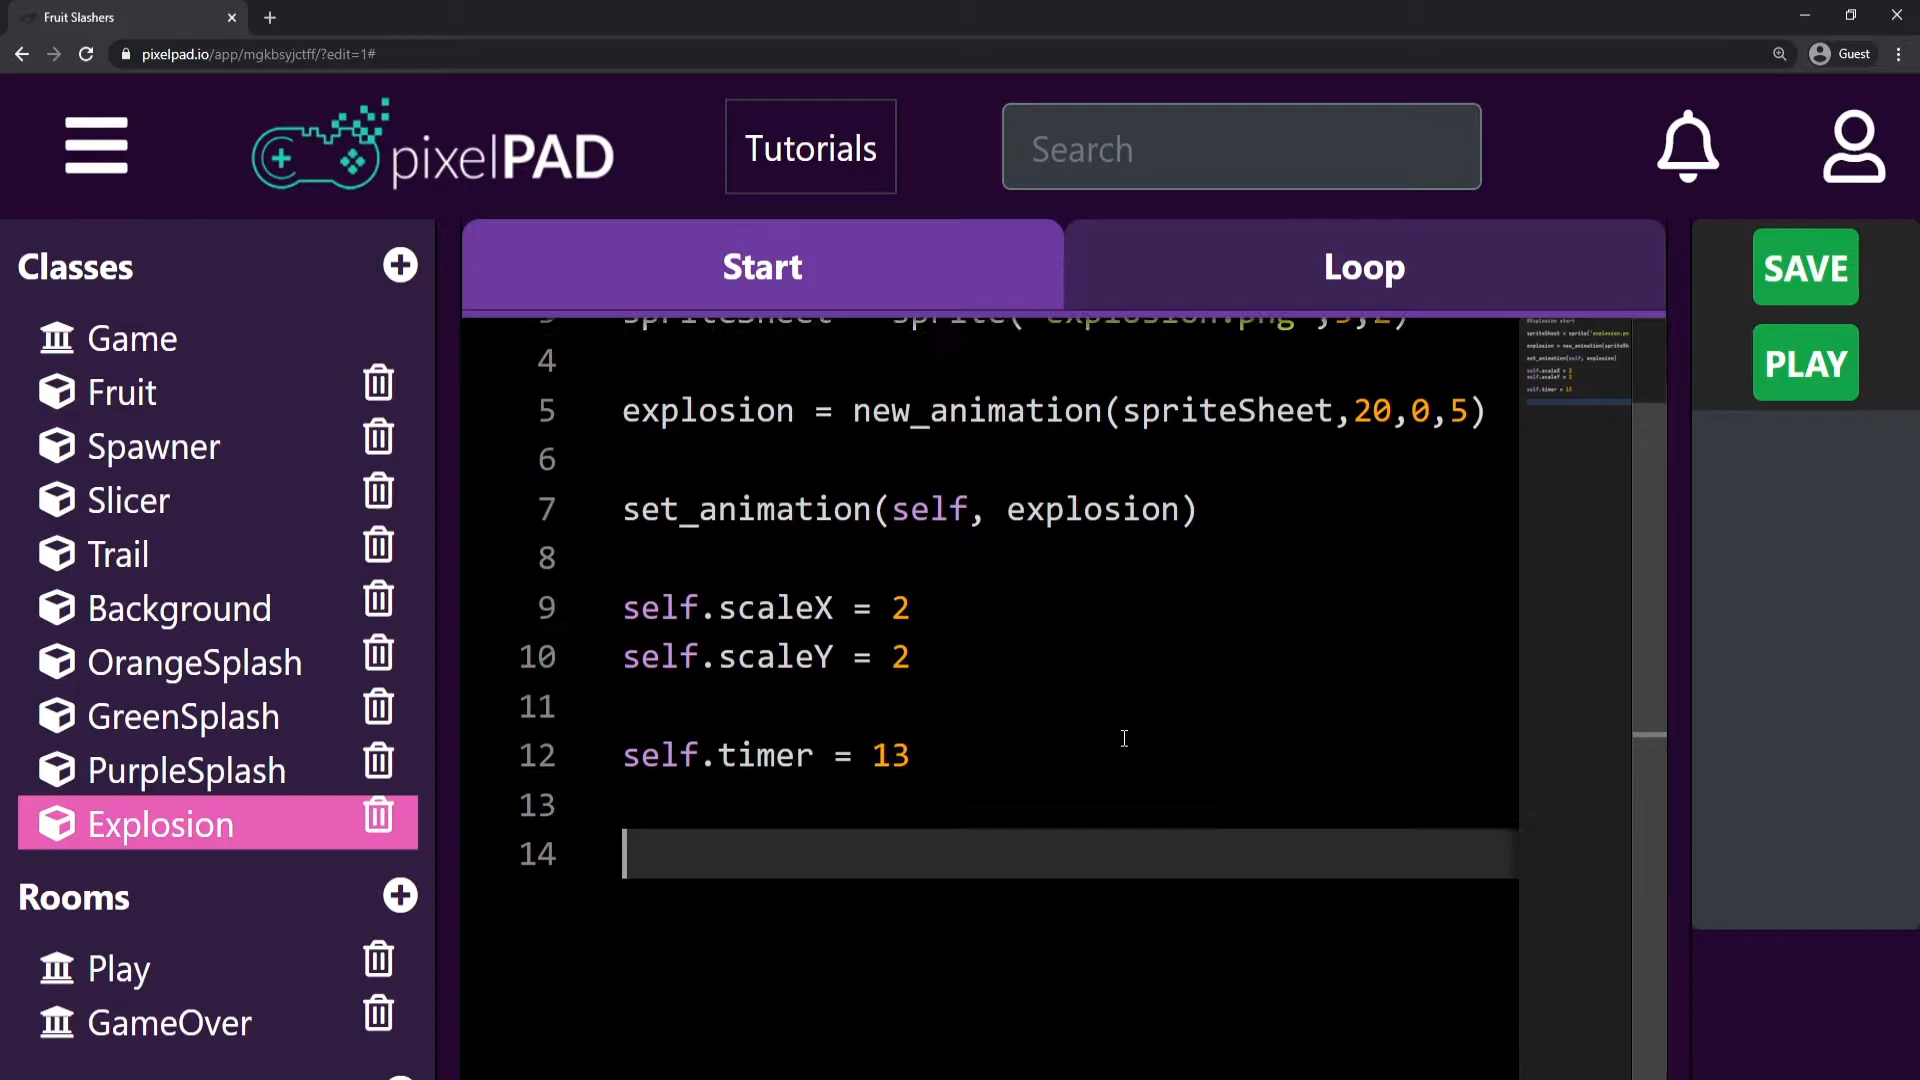 Fruit Slashers
pixelpad.io/app/mgkbsyjctff/?edit=1#
Guest
pixelPAD
Tutorials
Search
Classes
Game
Fruit
Spawner
Slicer
Trail
Background
OrangeSplash
GreenSplash
PurpleSplash
Explosion
Rooms
Play
GameOver
Start
Loop
4
5 explosion = new_animation(spriteSheet,20,0,5)
6
7 set_animation(self, explosion)
8
9 self.scaleX = 2
10 self.scaleY = 2
11
12 self.timer = 13
13
14
SAVE
PLAY